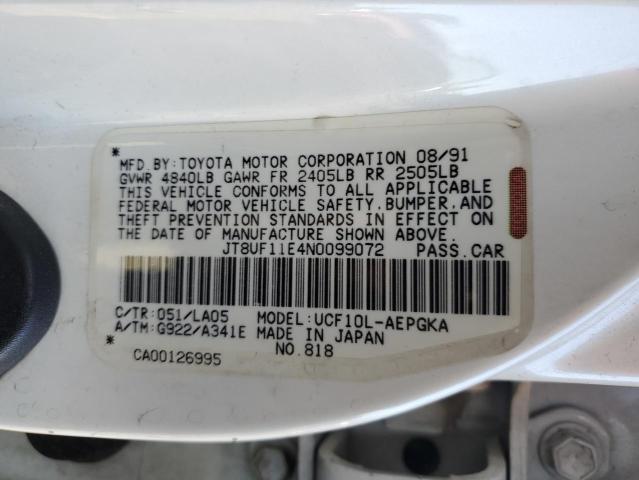 MFD.BY:TOYOTA MOTOR CORPORATION 08/91
GVWR 4840LB GAWR FR 2405LB RR 2505LB
THIS VEHICLE CONFORMS TO ALL APPLICABLE
FEDERAL MOTOR VEHICLE SAFETY.BUMPER.AND
THEFT PREVENTION STANDARDS IN EFFECT ON
THE DATE OF MANUFACTURE SHOWN ABOVE.
JT8UF11E4N0099072 PASS.CAR
C/TR:051/LA05 MODEL:UCF10L-AEPGKA
A/TM:G922/A341E MADE IN JAPAN
CA00126995 NO.818